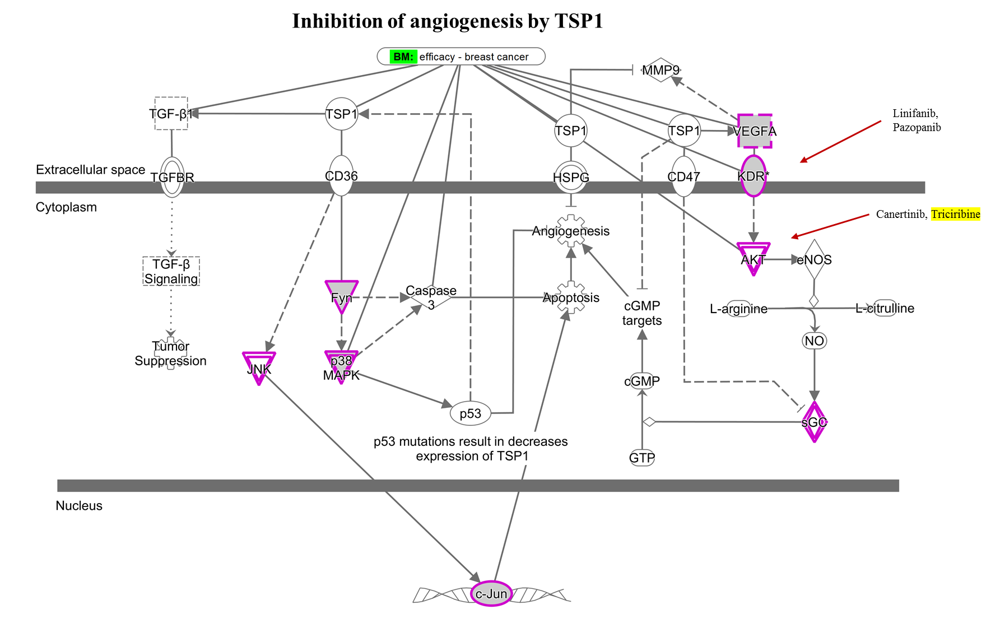 Inhibition of angiogenesis by TSP1
BM: efficacy - breast cancer
MMP9
TGF-β1
TSP1
TSP1
TSP1
VEGFA
Linifanib,
Pazopanib
Extracellular space
TGFBR
CD36
HSPG
CD47
KDR*
Cytoplasm
Canertinib, Triciribine
Angiogenesis
TGF-β
Signaling
AKT
eNOS
Fyn
Caspase
3
Apoptosis
cGMP
targets
L-arginine
L-citrulline
NO
Tumor
Suppression
JNK
p38
MAPK
cGMP
p53
sGC
p53 mutations result in decreases
expression of TSP1
GTP
Nucleus
c-Jun